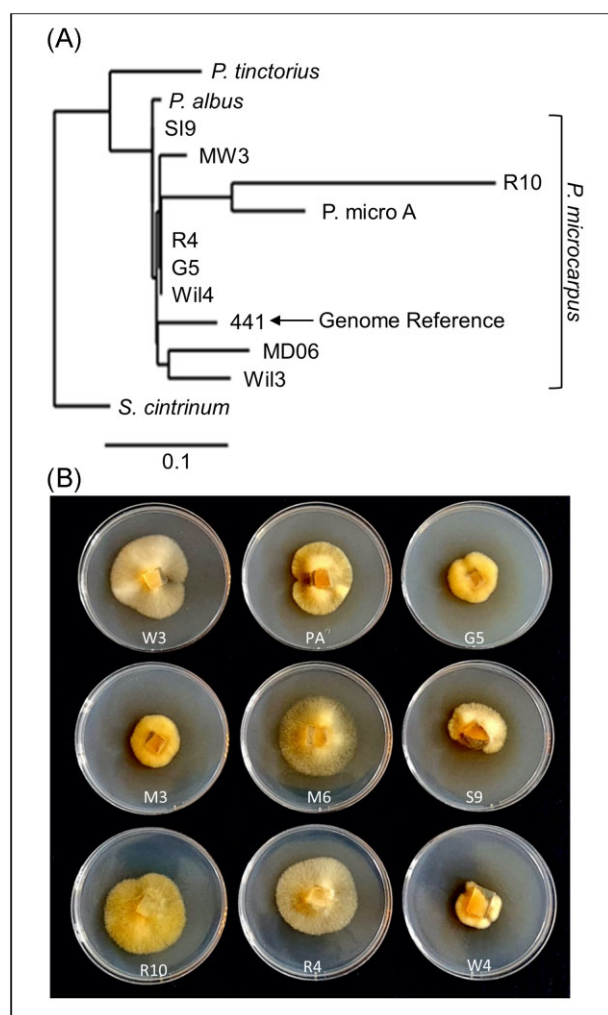 (A)
P. tinctorius
P. albus
SI9
MW3
R10
P. micro A
R4
G5
Wil4
441
Genome Reference
MD06
Wil3
S. cintrinum
P. microcarpus
0.1
(B)
W3
PA
G5
M3
M6
S9
R10
R4
W4